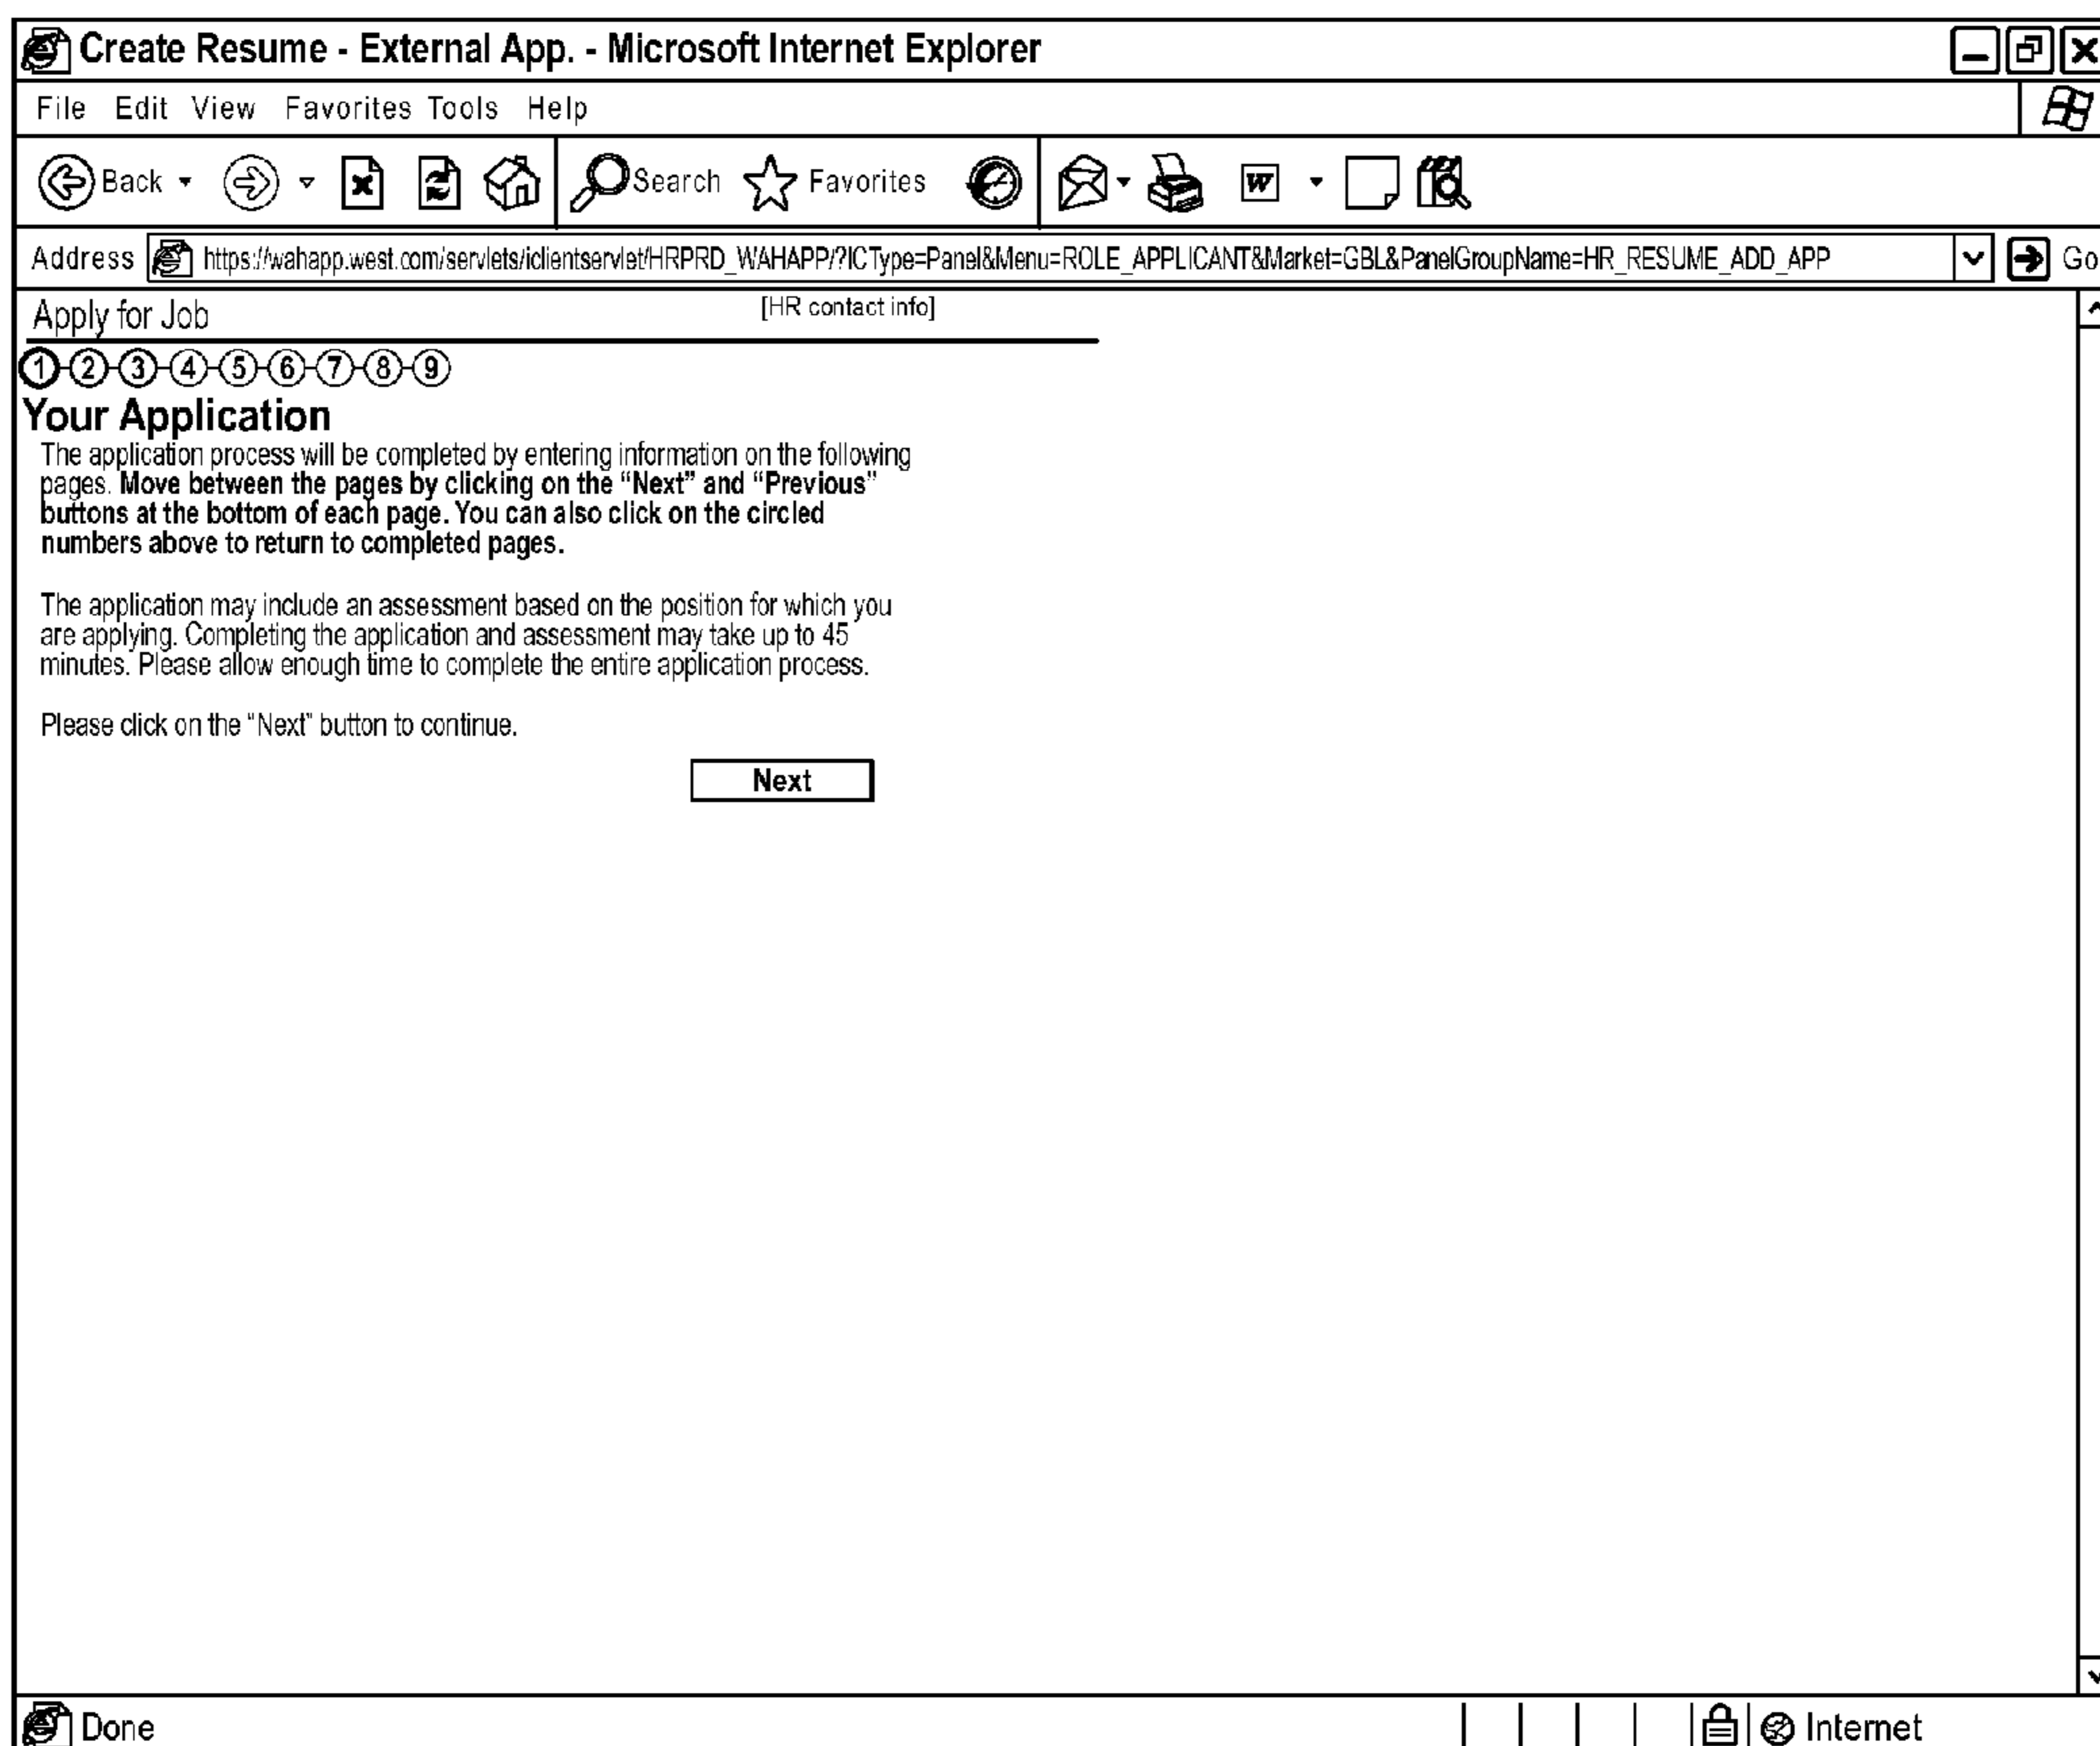 Create Resume - External App. - Microsoft Internet Explorer
File Edit View Favorites Tools Help
Back Search Favorites W
Address https://wahapp.west.com/servlets/iclientservlet/HRPRD_WAHAPP/?ICType=Panel&Menu=ROLE_APPLICANT&Market=GBL&PanelGroupName=HR_RESUME_ADD_APP Go
Apply for Job [HR contact info]
1 2 3 4 5 6 7 8 9
Your Application
The application process will be completed by entering information on the following
pages. Move between the pages by clicking on the “Next” and “Previous”
buttons at the bottom of each page. You can also click on the circled
numbers above to return to completed pages.
The application may include an assessment based on the position for which you
are applying. Completing the application and assessment may take up to 45
minutes. Please allow enough time to complete the entire application process.
Please click on the “Next” button to continue.
Next
Done Internet